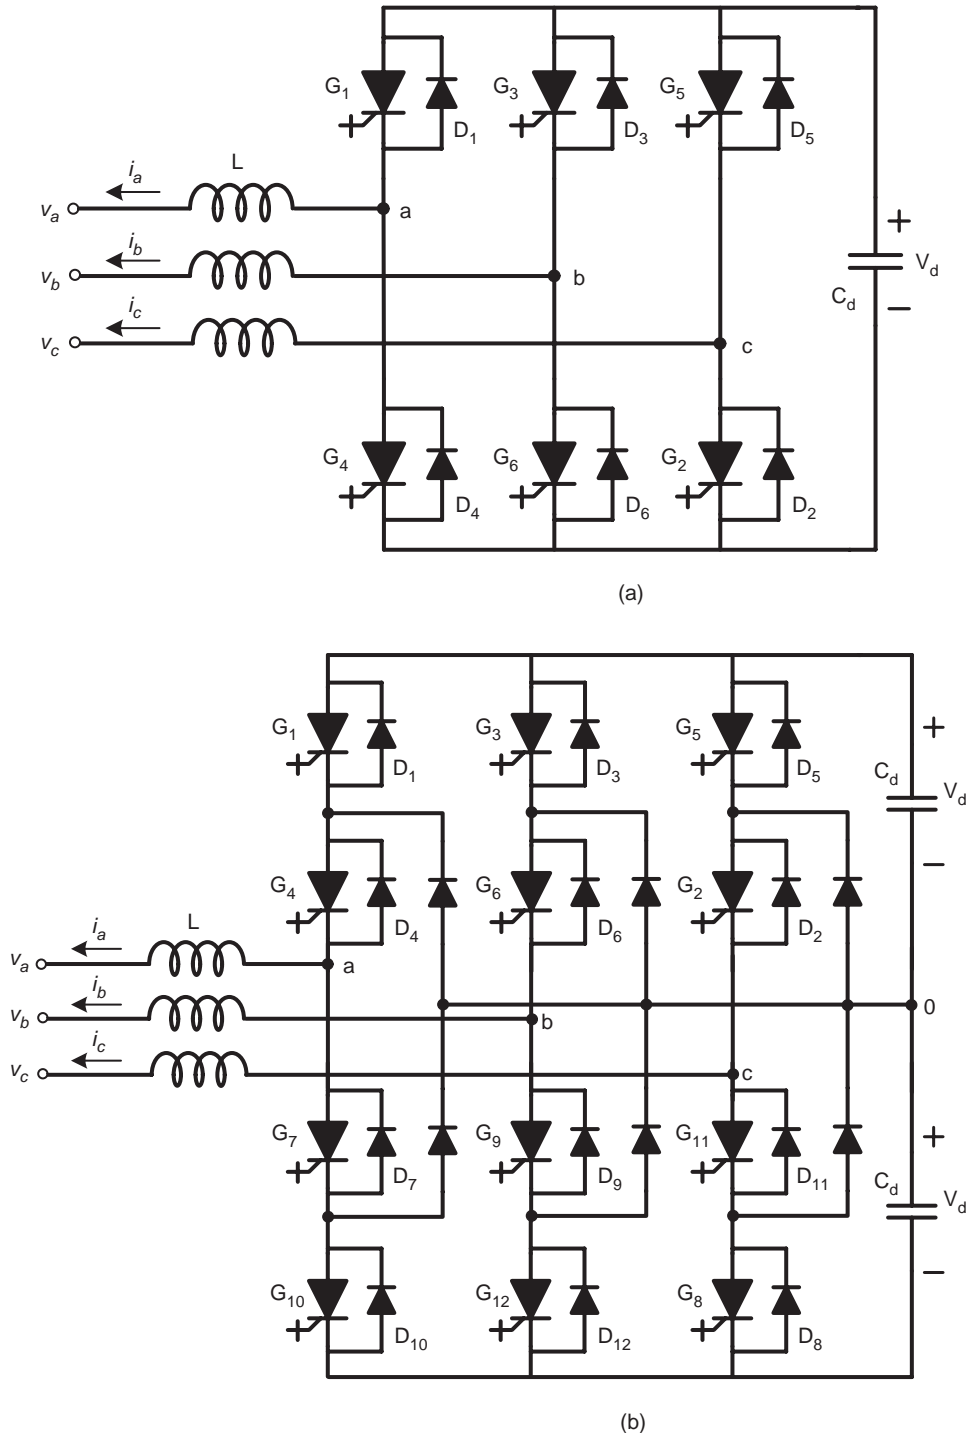 G1 D1 G3 D3 G5 D5
ia L
va a
ib
vb b
ic
vc c
+
Cd Vd
−
G4 D4 G6 D6 G2 D2
(a)
G1 D1 G3 D3 G5 D5
+
Cd Vd
−
G4 D4 G6 D6 G2 D2
ia L
va a
ib
vb b 0
ic
vc c
G7 D7 G9 D9 G11 D11
+
Cd Vd
−
G10 D10 G12 D12 G8 D8
(b)